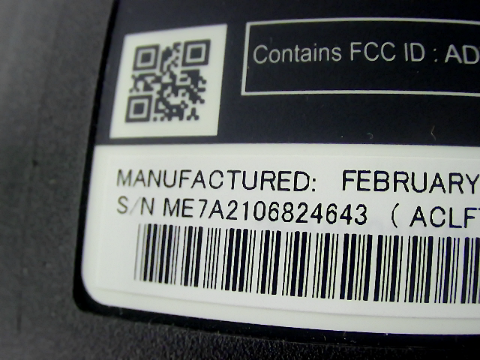 Contains FCC ID : AD
MANUFACTURED: FEBRUARY
S/N ME7A2106824643 ( ACLF